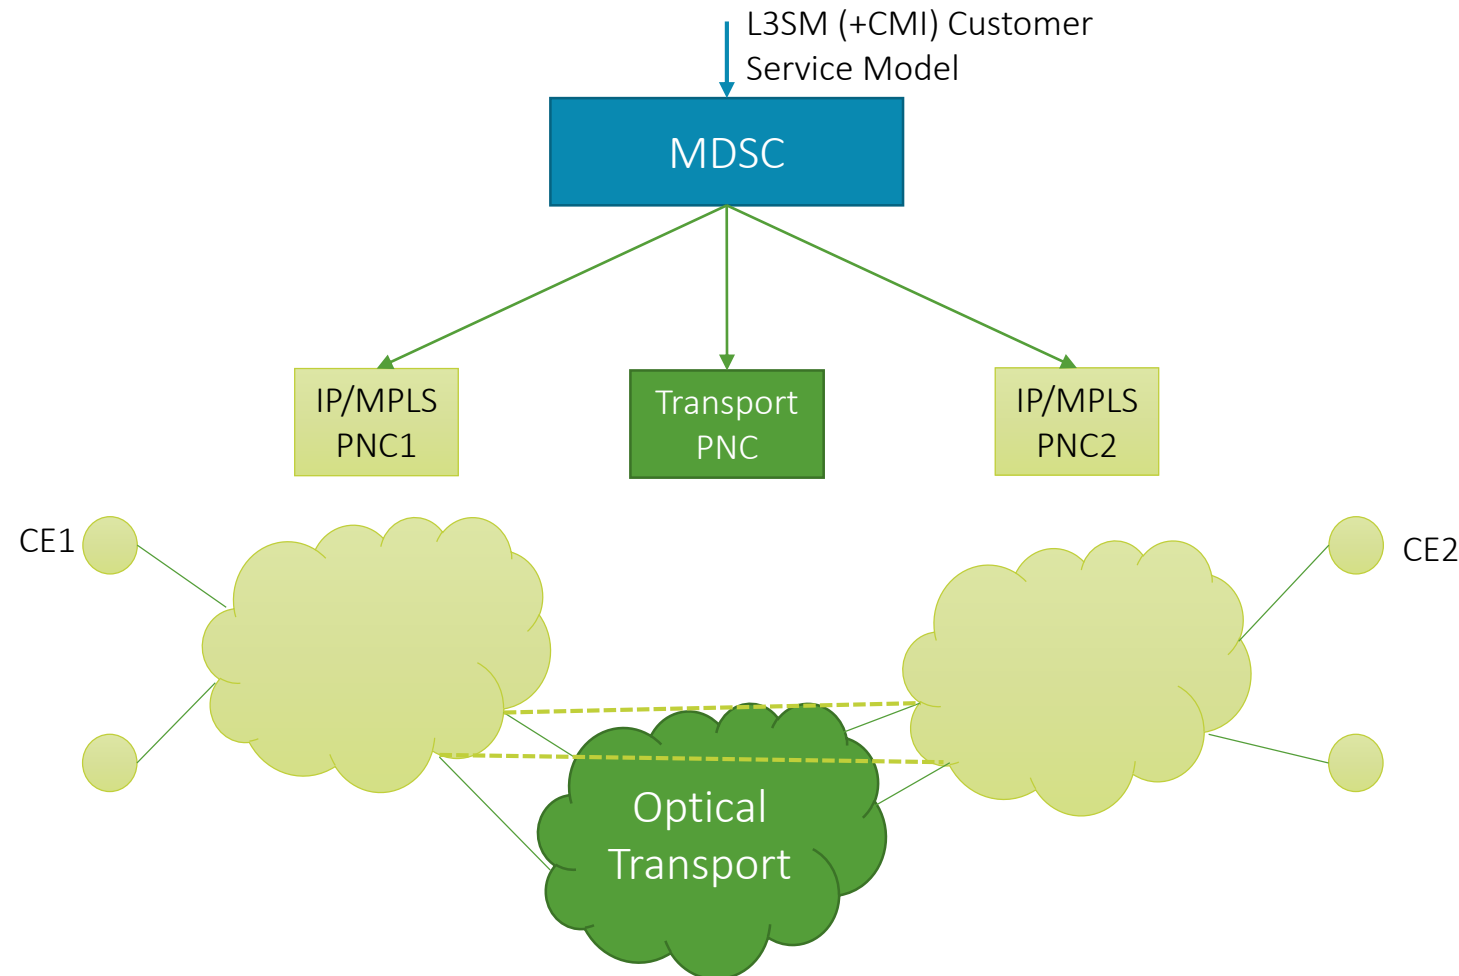 L3SM (+CMI) Customer
Service Model
MDSC
IP/MPLS
PNC1
Transport
PNC
IP/MPLS
PNC2
CE1
CE2
Optical
Transport